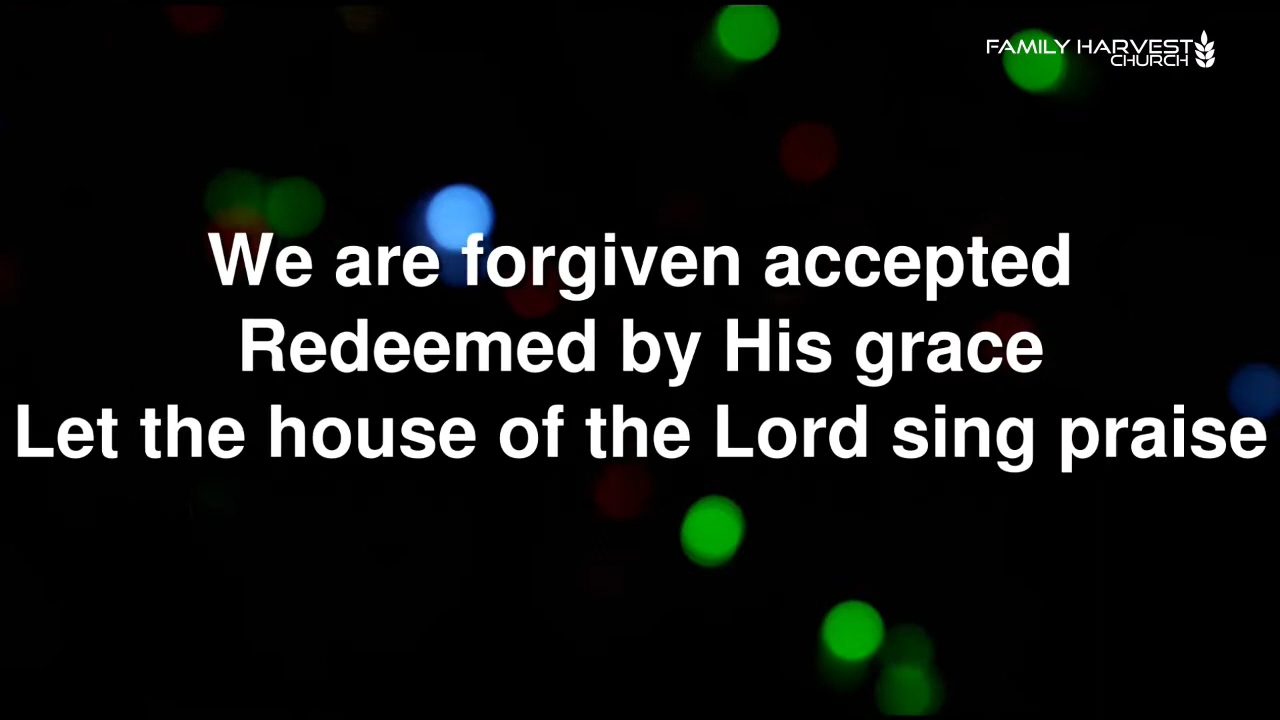 FAMILY HARVEST
CHURCH
We are forgiven accepted
Redeemed by His grace
Let the house of the Lord sing praise